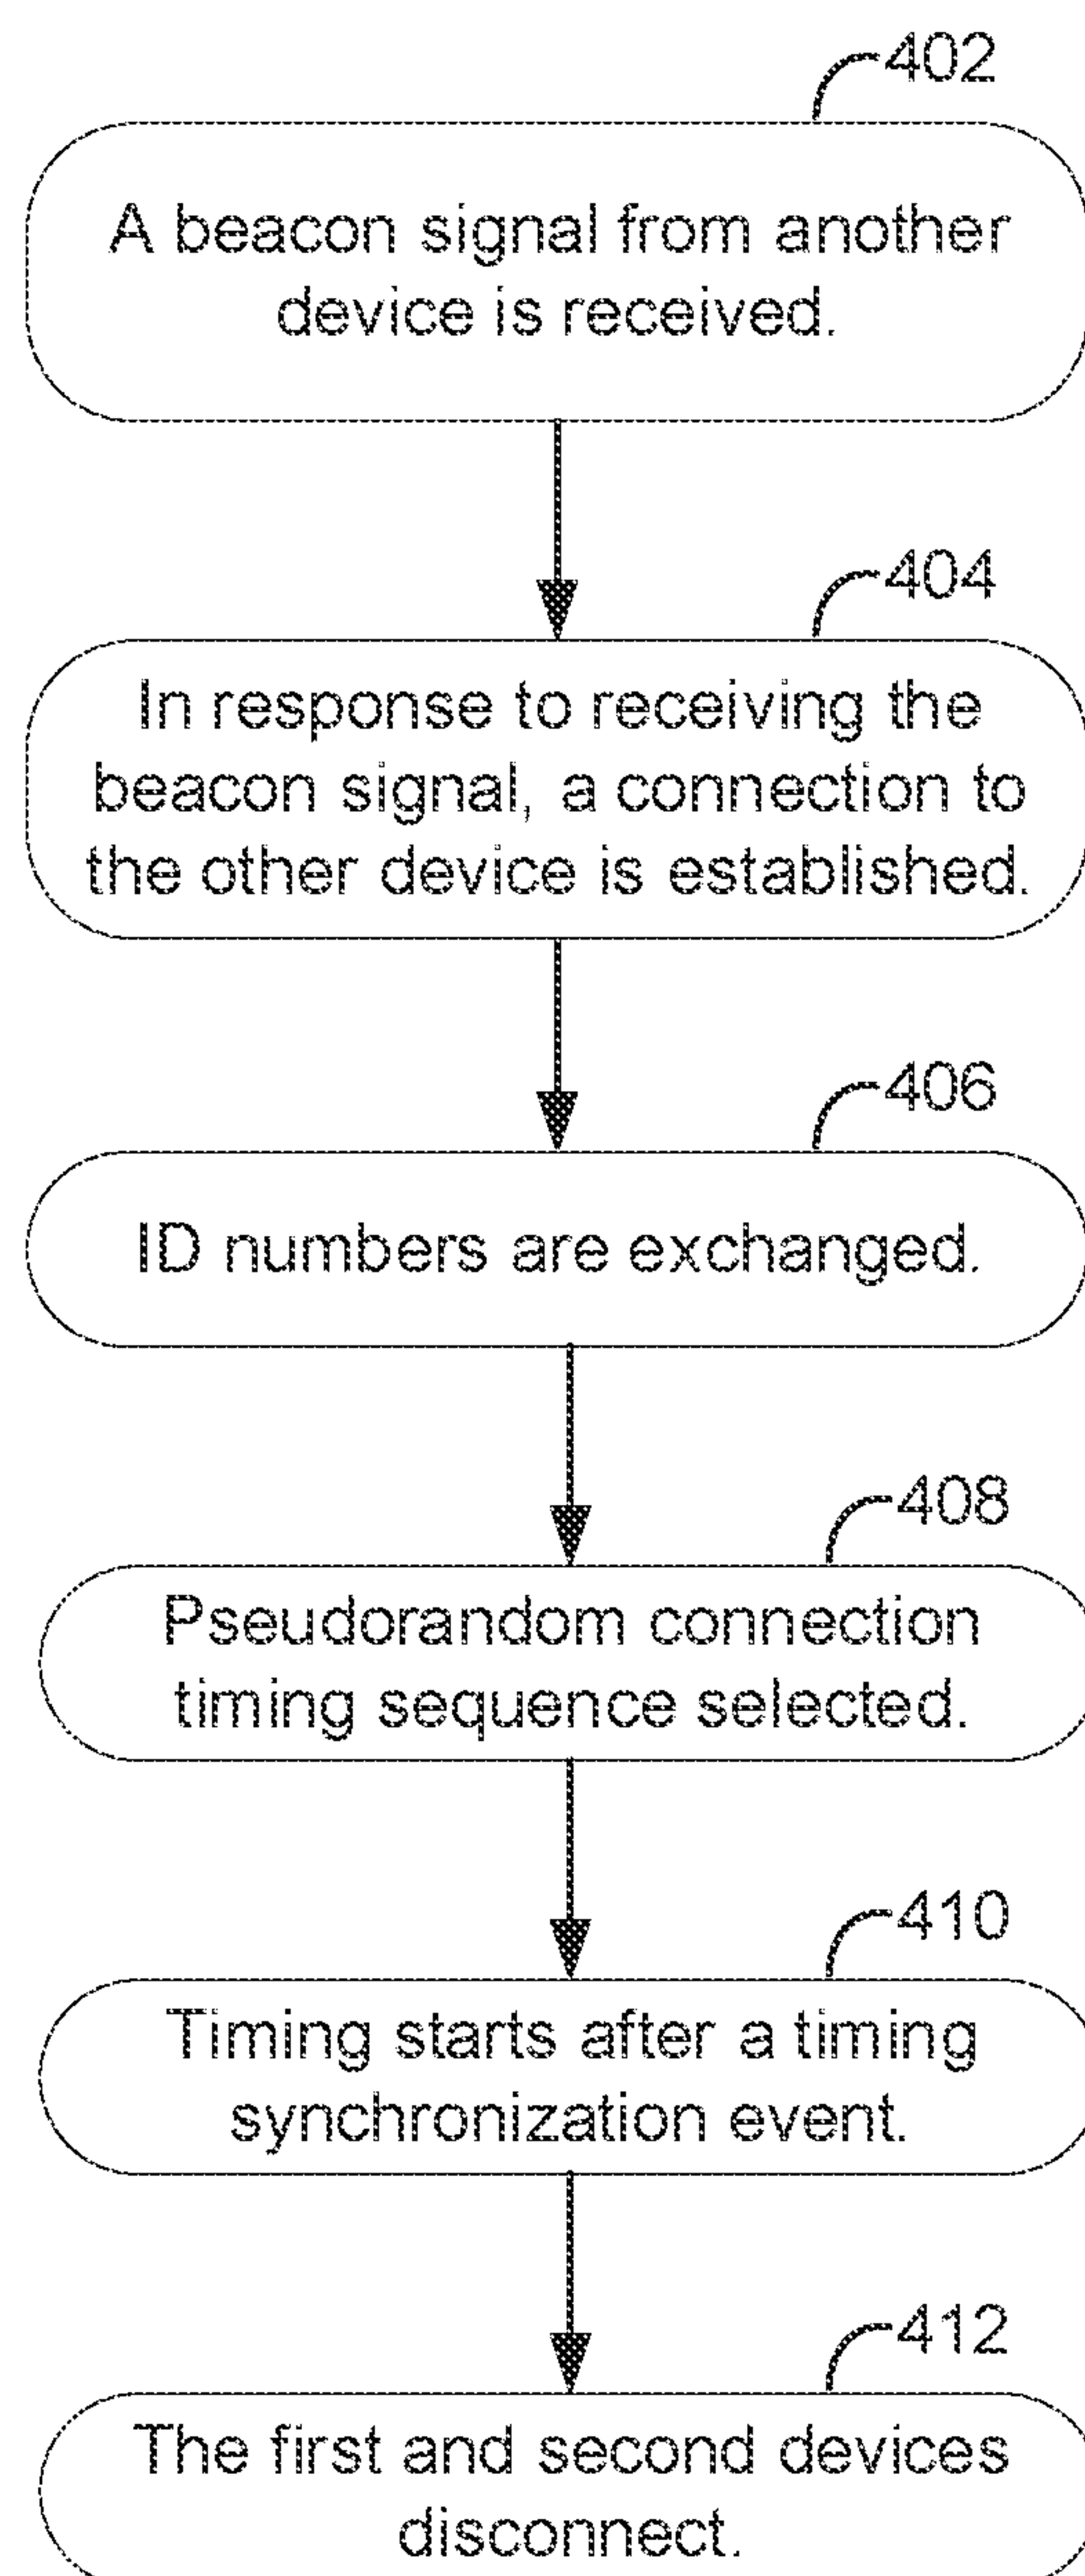 402
A beacon signal from another
device is received.
404
In response to receiving the
beacon signal, a connection to
the other device is established.
406
ID numbers are exchanged.
408
Pseudorandom connection
timing sequence selected.
410
Timing starts after a timing
synchronization event.
412
The first and second devices
disconnect.